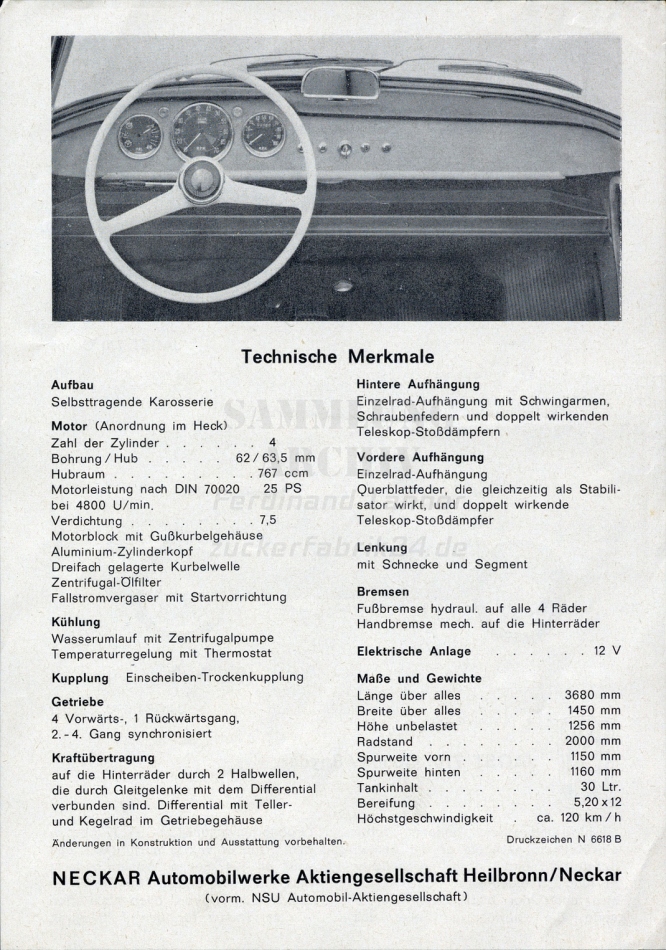 Technische Merkmale
Aufbau
Selbsttragende Karosserie
Motor (Anordnung im Heck)
Zahl der Zylinder . . . . . . 4
Bohrung / Hub . . . . . 62 / 63,5 mm
Hubraum . . . . . . . . . 767 ccm
Motorleistung nach DIN 70020 25 PS
bei 4800 U/min.
Verdichtung . . . . . . . . 7,5
Motorblock mit Gußkurbelgehäuse
Aluminium-Zylinderkopf
Dreifach gelagerte Kurbelwelle
Zentrifugal-Ölfilter
Fallstromvergaser mit Startvorrichtung
Kühlung
Wasserumlauf mit Zentrifugalpumpe
Temperaturregelung mit Thermostat
Kupplung Einscheiben-Trockenkupplung
Getriebe
4 Vorwärts-, 1 Rückwärtsgang,
2.-4. Gang synchronisiert
Kraftübertragung
auf die Hinterräder durch 2 Halbwellen,
die durch Gleitgelenke mit dem Differential
verbunden sind. Differential mit Teller-
und Kegelrad im Getriebegehäuse
Änderungen in Konstruktion und Ausstattung vorbehalten.
Hintere Aufhängung
Einzelrad-Aufhängung mit Schwingarmen,
Schraubenfedern und doppelt wirkenden
Teleskop-Stoßdämpfern
Vordere Aufhängung
Einzelrad-Aufhängung
Querblattfeder, die gleichzeitig als Stabili-
sator wirkt, und doppelt wirkende
Teleskop-Stoßdämpfer
Lenkung
mit Schnecke und Segment
Bremsen
Fußbremse hydraul. auf alle 4 Räder
Handbremse mech. auf die Hinterräder
Elektrische Anlage . . . . . . 12 V
Maße und Gewichte
Länge über alles . . . . . 3680 mm
Breite über alles . . . . . 1450 mm
Höhe unbelastet . . . . . 1256 mm
Radstand . . . . . . . 2000 mm
Spurweite vorn . . . . . 1150 mm
Spurweite hinten . . . . . 1160 mm
Tankinhalt . . . . . . . 30 Ltr.
Bereifung . . . . . . . 5,20 x 12
Höchstgeschwindigkeit . ca. 120 km / h
Druckzeichen N 6618 B
NECKAR Automobilwerke Aktiengesellschaft Heilbronn/Neckar
(vorm. NSU Automobil-Aktiengesellschaft)
Ferdinand
zuckerfabrik24.de